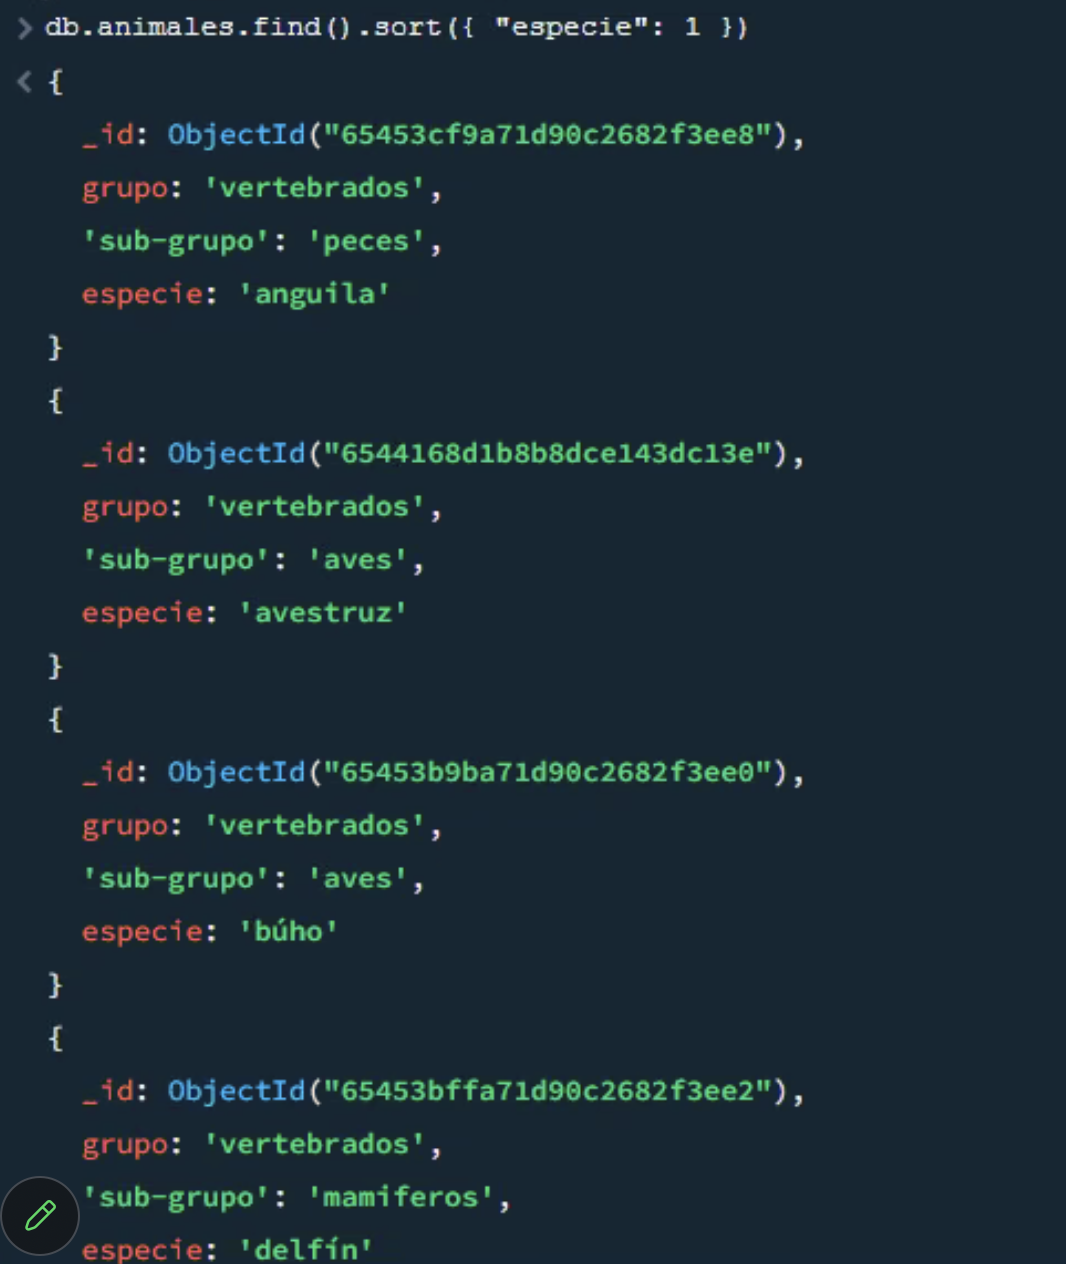 > db.animales.find().sort({ "especie": 1 })
< {
_id: ObjectId("65453cf9a71d90c2682f3ee8"),
grupo: 'vertebrados',
'sub-grupo': 'peces',
especie: 'anguila'
}
{
_id: ObjectId("6544168d1b8b8dce143dc13e"),
grupo: 'vertebrados',
'sub-grupo': 'aves',
especie: 'avestruz'
}
{
_id: ObjectId("65453b9ba71d90c2682f3ee0"),
grupo: 'vertebrados',
'sub-grupo': 'aves',
especie: 'búho'
}
{
_id: ObjectId("65453bffa71d90c2682f3ee2"),
grupo: 'vertebrados',
'sub-grupo': 'mamiferos',
especie: 'delfín'